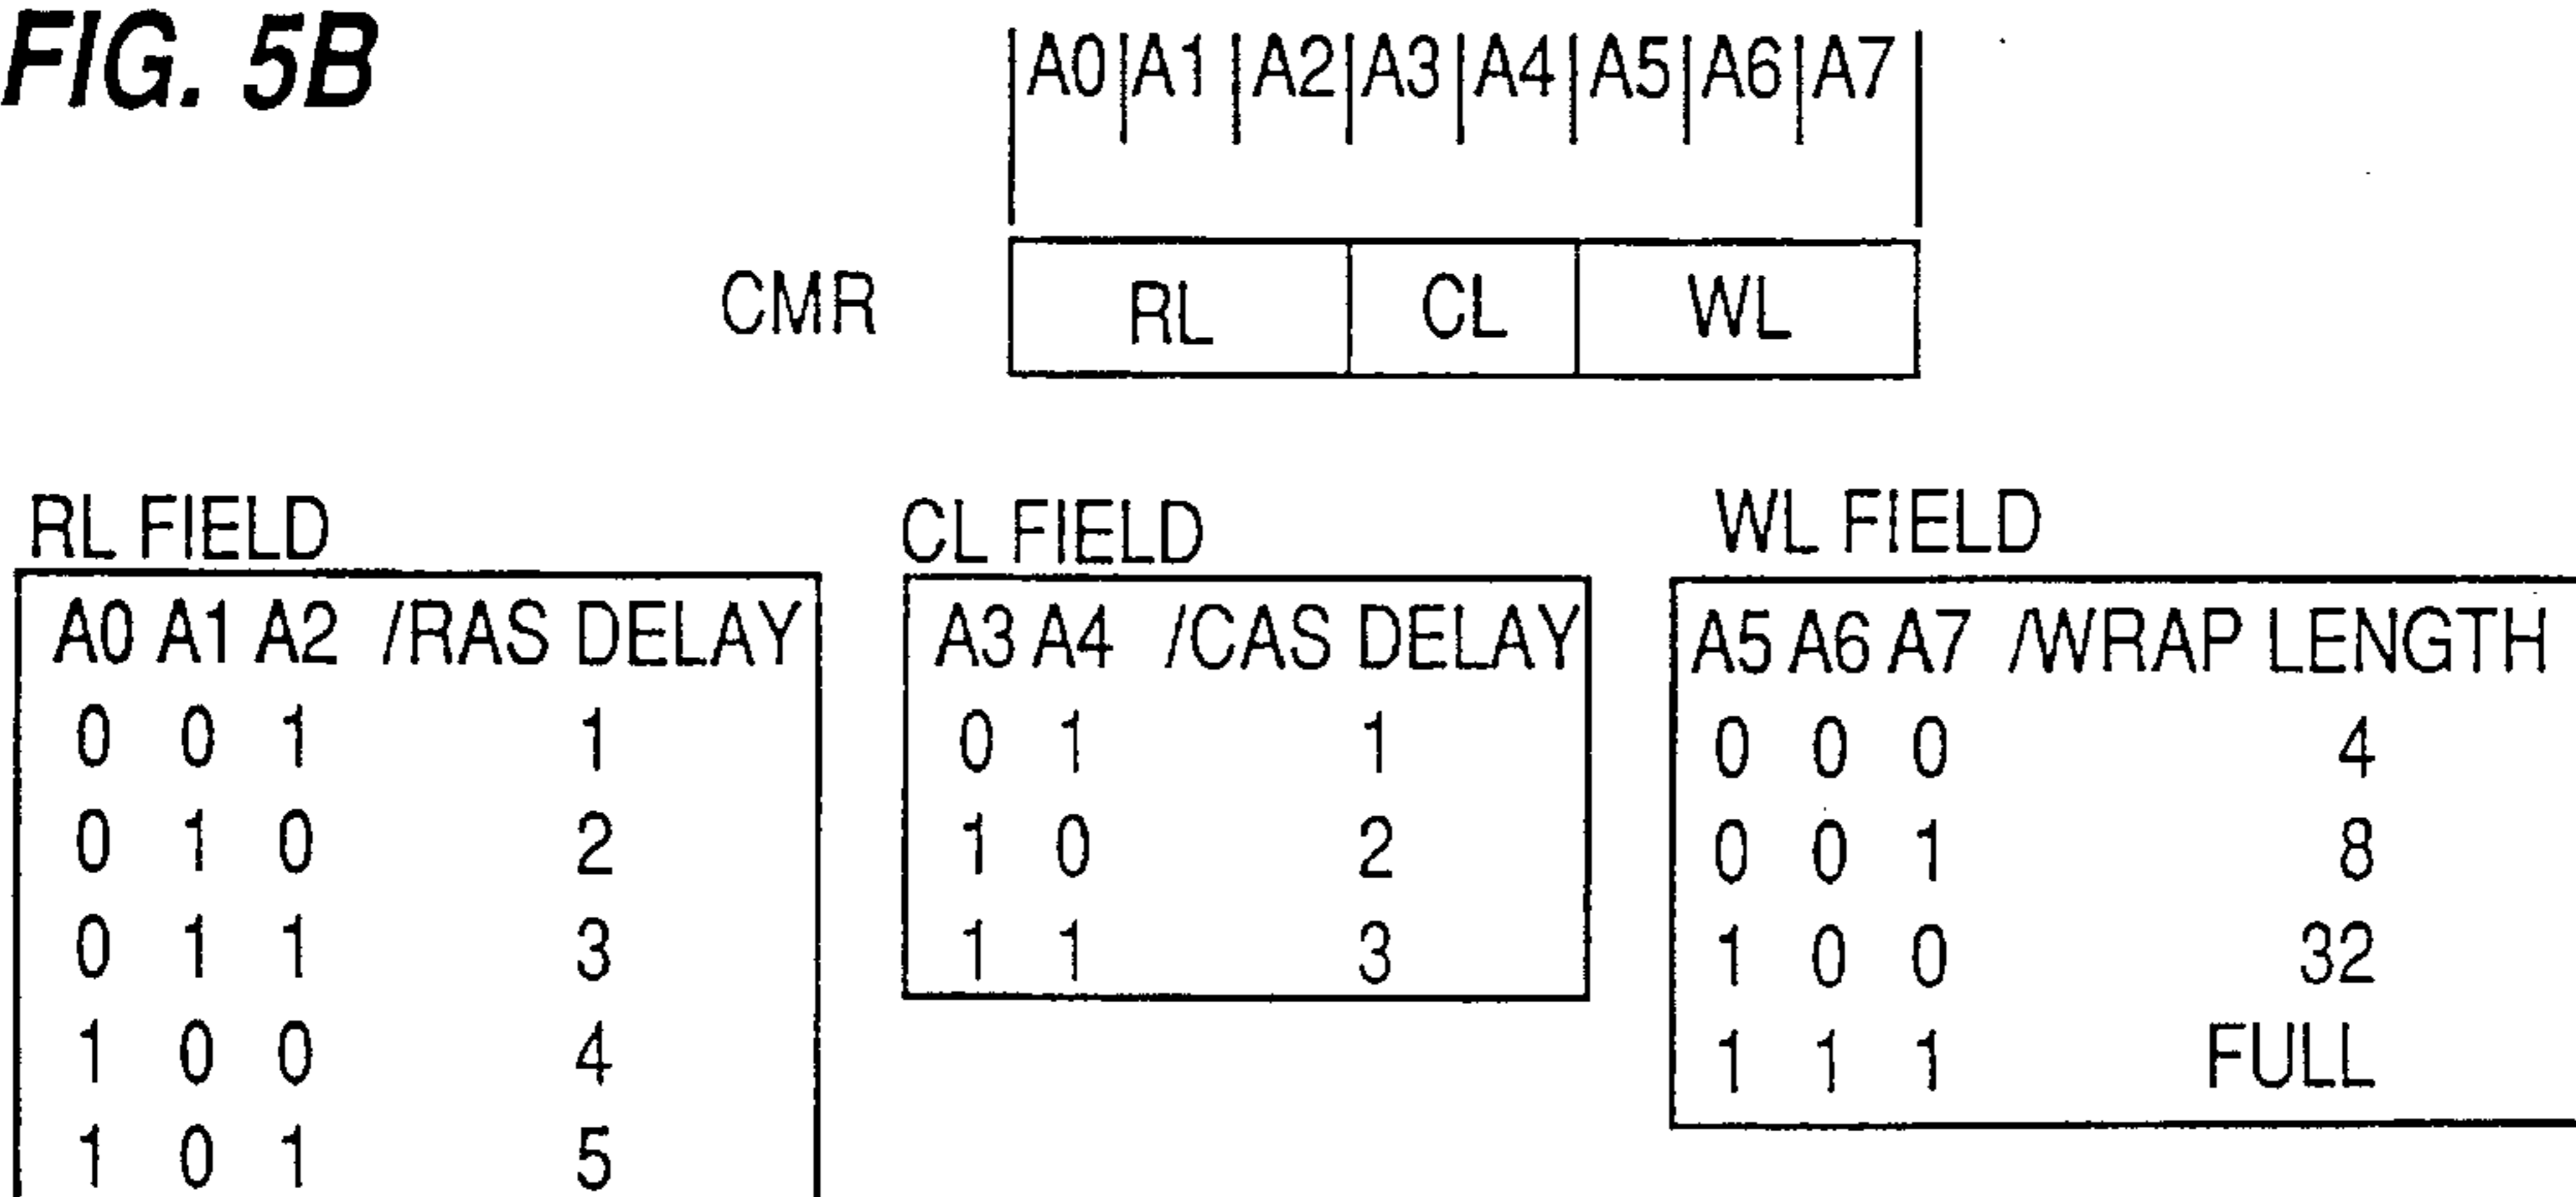 FIG. 5B
A0 A1 A2 A3 A4 A5 A6 A7
CMR RL CL WL
RL FIELD
A0 A1 A2 /RAS DELAY
0 0 1 1
0 1 0 2
0 1 1 3
1 0 0 4
1 0 1 5
CL FIELD
A3 A4 /CAS DELAY
0 1 1
1 0 2
1 1 3
WL FIELD
A5 A6 A7 /WRAP LENGTH
0 0 0 4
0 0 1 8
1 0 0 32
1 1 1 FULL